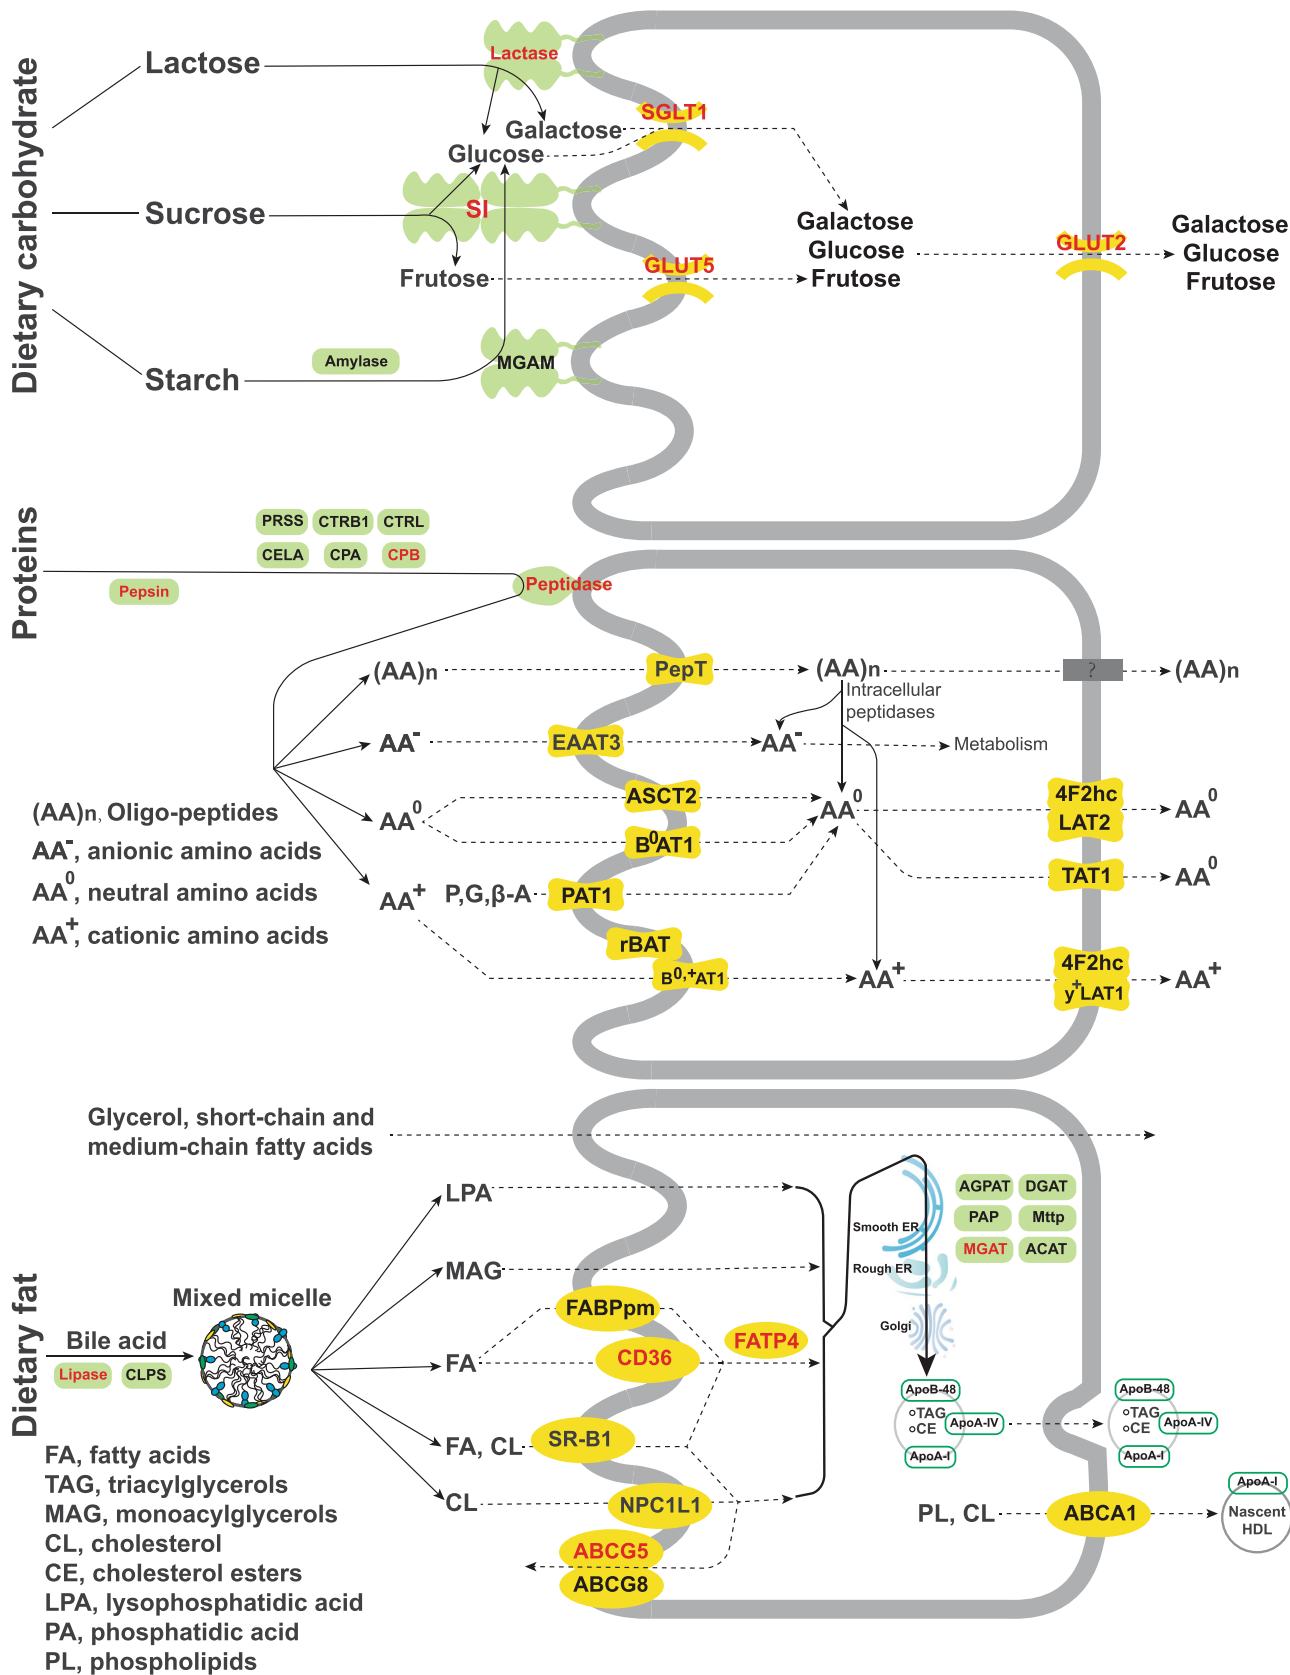 Dietary carbohydrate
Lactose
Lactase
SGLT1
Galactose
Glucose
Sucrose
SI
Frutose
GLUT5
Galactose
Glucose
Frutose
GLUT2
Galactose
Glucose
Frutose
Starch
Amylase
MGAM
Proteins
PRSS
CTRB1
CTRL
CELA
CPA
CPB
Pepsin
Peptidase
(AA)n
PepT
(AA)n
?
(AA)n
Intracellular
peptidases
AA-
EAAT3
AA-
Metabolism
AA0
ASCT2
B0AT1
AA0
4F2hc
LAT2
AA0
TAT1
AA0
(AA)n, Oligo-peptides
AA-, anionic amino acids
AA0, neutral amino acids
AA+, cationic amino acids
AA+
P,G,β-A
PAT1
rBAT
B0,+AT1
AA+
4F2hc
y+LAT1
AA+
Glycerol, short-chain and
medium-chain fatty acids
LPA
MAG
Smooth ER
Rough ER
Golgi
AGPAT
DGAT
PAP
Mttp
MGAT
ACAT
Dietary fat
Bile acid
Lipase
CLPS
Mixed micelle
FABPpm
FA
CD36
FATP4
FA, CL
SR-B1
CL
NPC1L1
ABCG5
ABCG8
ApoB-48
TAG
CE
ApoA-IV
ApoA-I
ApoB-48
TAG
CE
ApoA-IV
ApoA-I
PL, CL
ABCA1
ApoA-I
Nascent
HDL
FA, fatty acids
TAG, triacylglycerols
MAG, monoacylglycerols
CL, cholesterol
CE, cholesterol esters
LPA, lysophosphatidic acid
PA, phosphatidic acid
PL, phospholipids